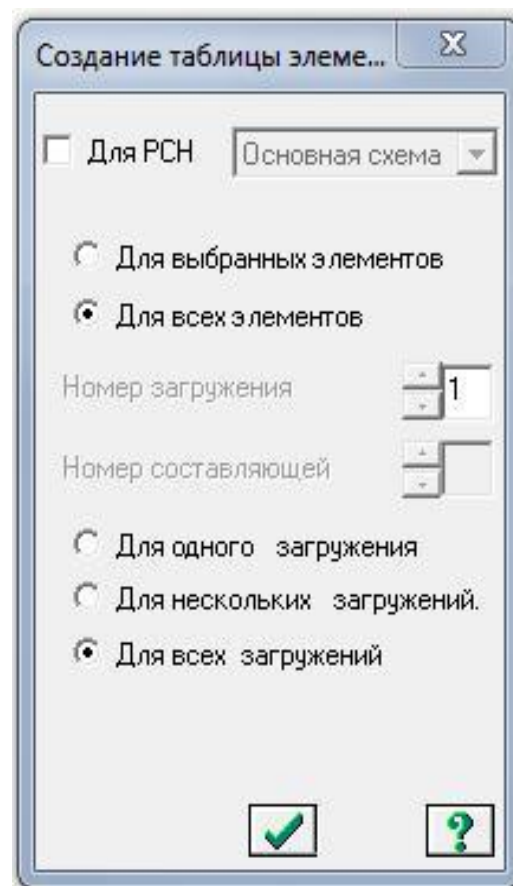 Создание таблицы элеме...
Для РСН Основная схема
Для выбранных элементов
Для всех элементов
Номер загружения 1
Номер составляющей
Для одного загружения
Для нескольких загружений.
Для всех загружений
?